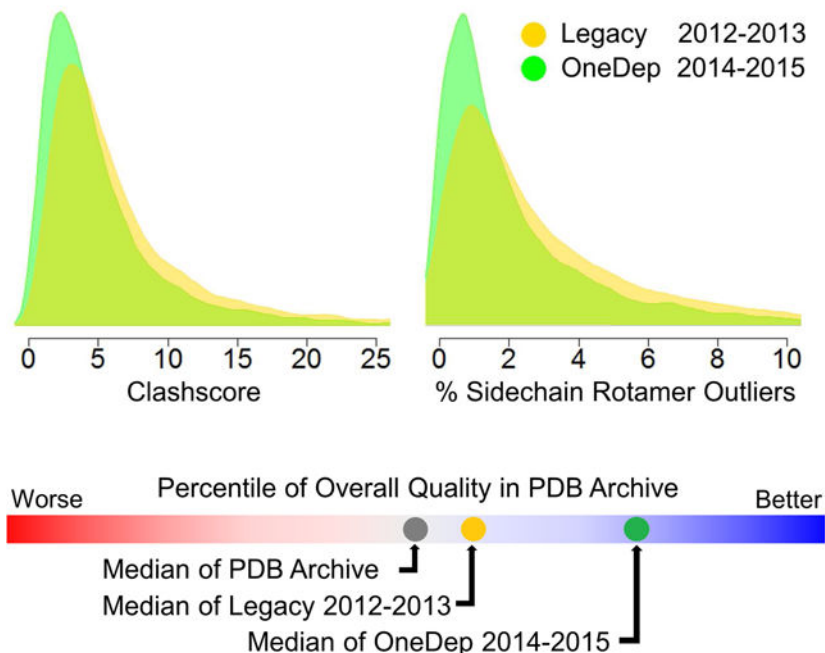 Legacy 2012-2013
OneDep 2014-2015
0 5 10 15 20 25
Clashscore
0 2 4 6 8 10
% Sidechain Rotamer Outliers
Percentile of Overall Quality in PDB Archive
Worse
Better
Median of PDB Archive
Median of Legacy 2012-2013
Median of OneDep 2014-2015